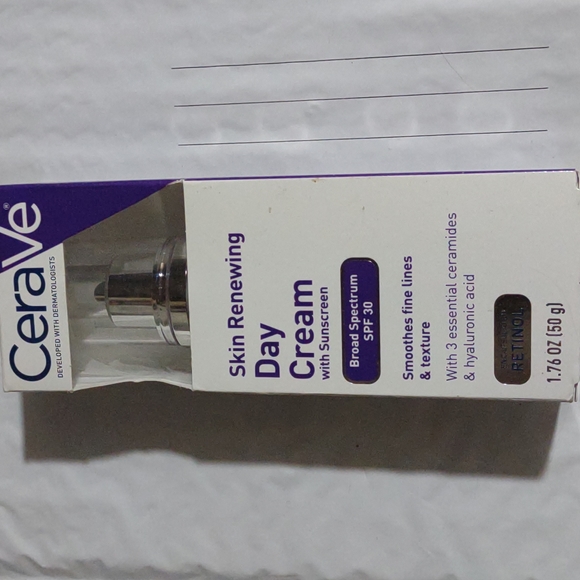 CeraVe®
DEVELOPED WITH DERMATOLOGISTS
Skin Renewing
Day
Cream
with Sunscreen
Broad Spectrum
SPF 30
Smoothes fine lines
& texture
With 3 essential ceramides
& hyaluronic acid
RETINOL
1.76 OZ (50 g)